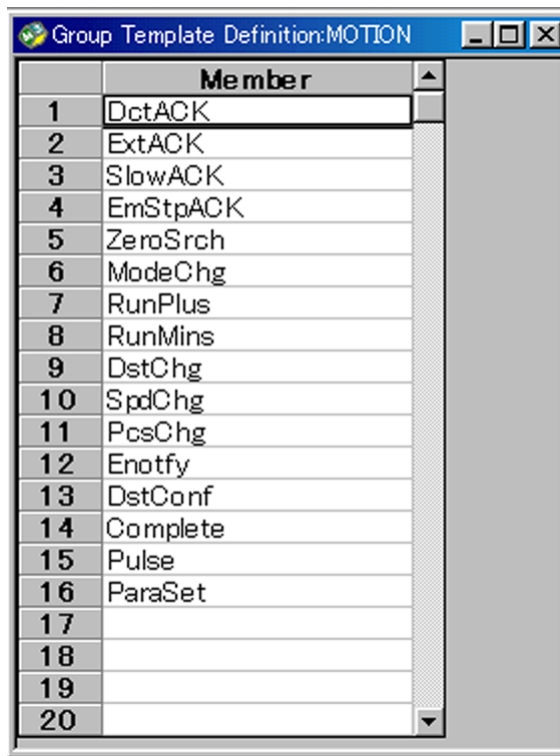 Group Template Definition:MOTION
Member
1 DctACK
2 ExtACK
3 SlowACK
4 EmStpACK
5 ZeroSrch
6 ModeChg
7 RunPlus
8 RunMins
9 DstChg
10 SpdChg
11 PcsChg
12 Enotfy
13 DstConf
14 Complete
15 Pulse
16 ParaSet
17
18
19
20